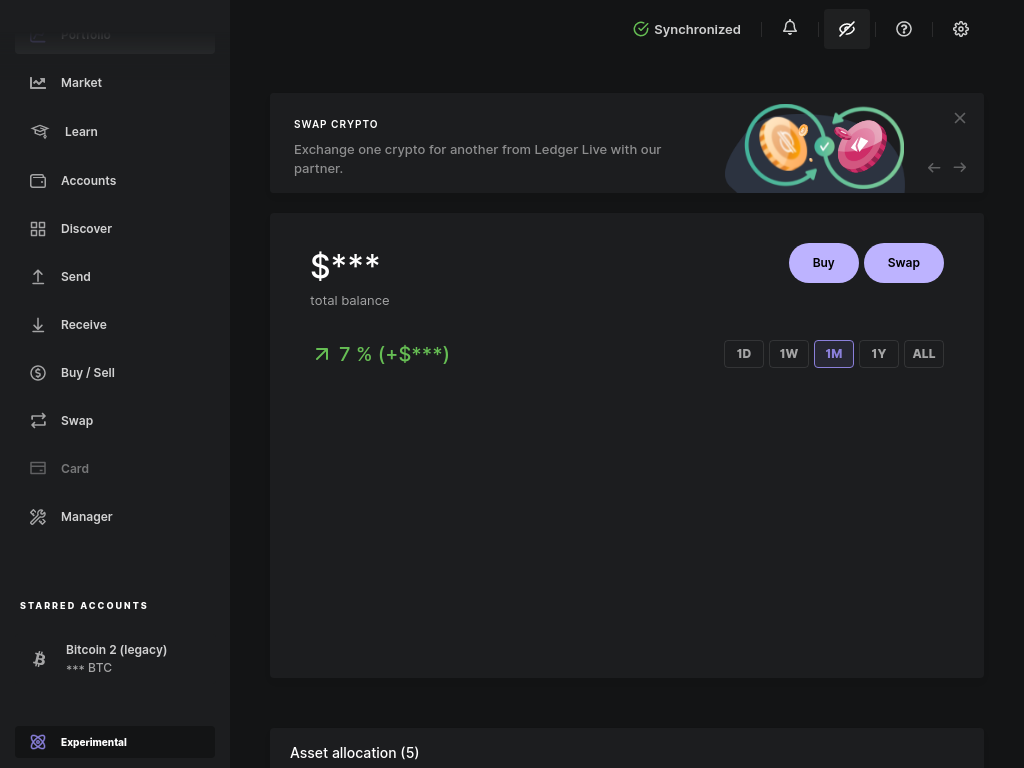 Portfolio
Market
Learn
Accounts
Discover
Send
Receive
Buy / Sell
Swap
Card
Manager
STARRED ACCOUNTS
Bitcoin 2 (legacy)
*** BTC
Experimental
Synchronized
SWAP CRYPTO
Exchange one crypto for another from Ledger Live with our
partner.
$***
total balance
Buy
Swap
7 % (+$***)
1D
1W
1M
1Y
ALL
Asset allocation (5)